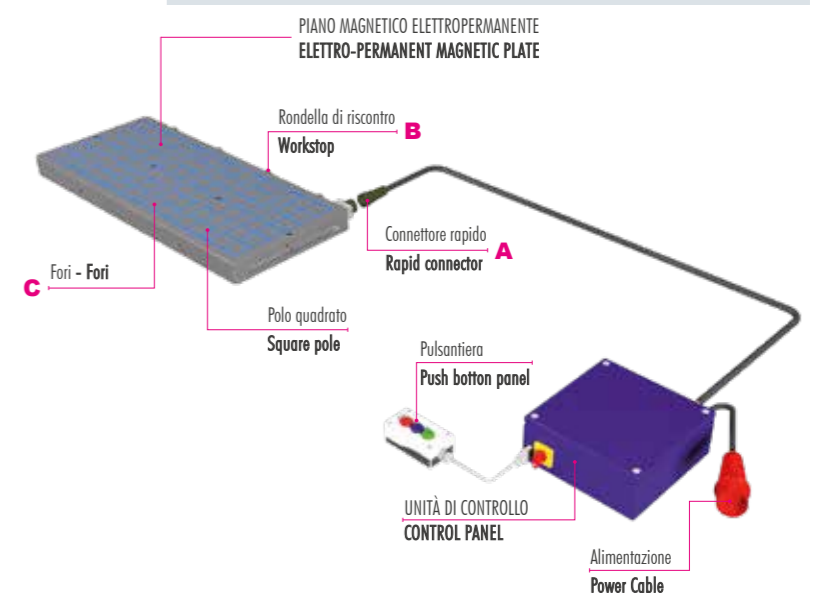 PIANO MAGNETICO ELETTROPERMANENTE
ELETTRO-PERMANENT MAGNETIC PLATE
Rondella di riscontro
B
Workstop
Connettore rapido
A
Rapid connector
C
Fori - Fori
Polo quadrato
Square pole
Pulsantiera
Push botton panel
UNITÀ DI CONTROLLO
CONTROL PANEL
Alimentazione
Power Cable